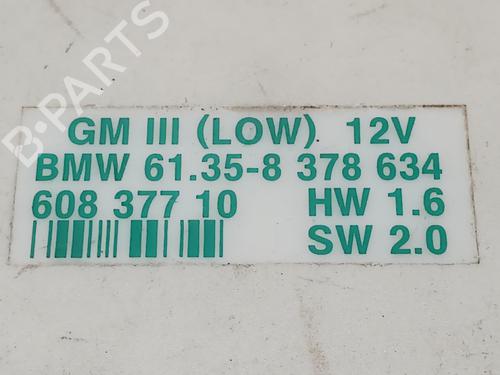 B-PARTS
GM III (LOW) 12V
BMW 61.35-8 378 634
608 377 10 HW 1.6
SW 2.0